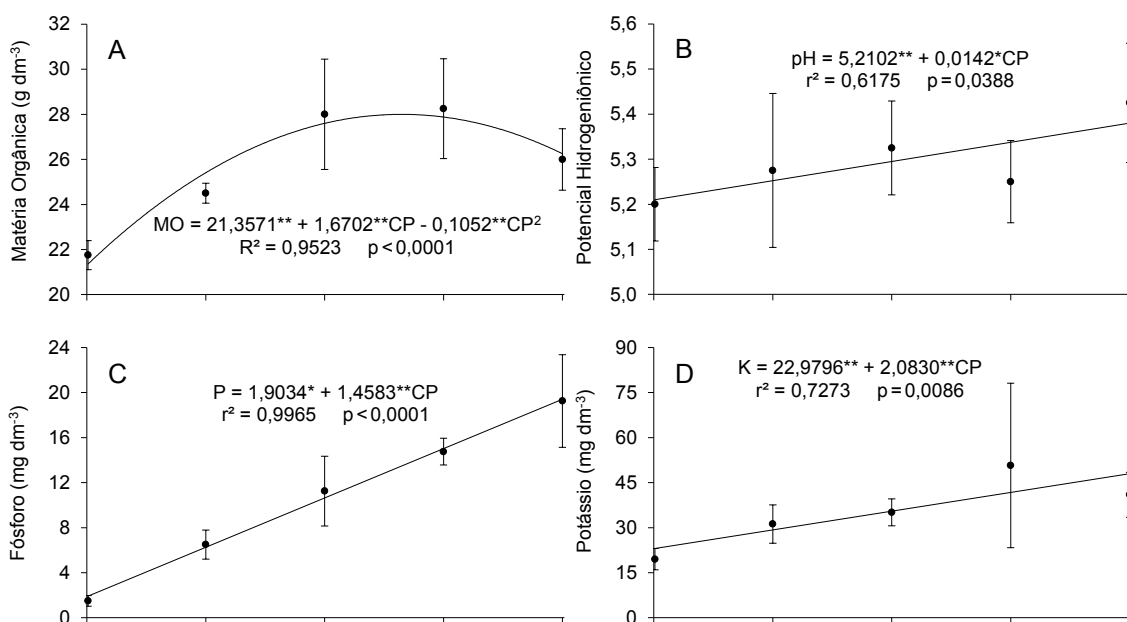 A
Matéria Orgânica (g dm-3)
32
30
28
26
24
22
20
MO = 21,3571** + 1,6702**CP - 0,1052**CP²
R² = 0,9523 p<0,0001
B
Potencial Hidrogeniônico
5,6
5,5
5,4
5,3
5,2
5,1
5,0
pH = 5,2102** + 0,0142*CP
r² = 0,6175 p=0,0388
C
Fósforo (mg dm-3)
24
20
16
12
8
4
0
P = 1,9034* + 1,4583**CP
r² = 0,9965 p<0,0001
D
Potássio (mg dm-3)
90
75
60
45
30
15
0
K = 22,9796** + 2,0830**CP
r² = 0,7273 p=0,0086